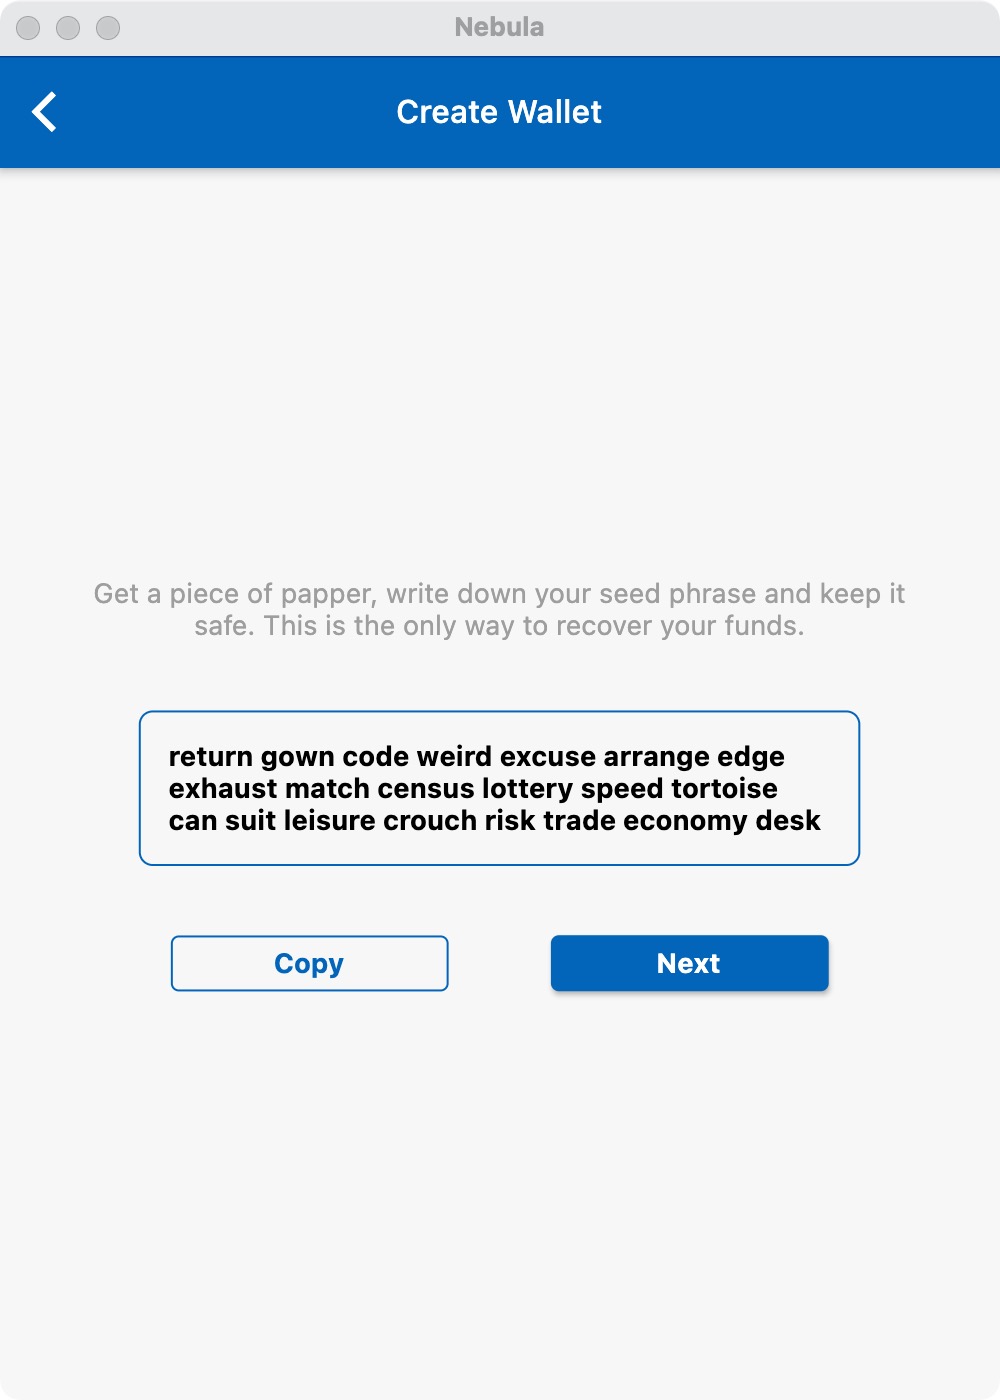 Nebula
Create Wallet
Get a piece of papper, write down your seed phrase and keep it
safe. This is the only way to recover your funds.
return gown code weird excuse arrange edge
exhaust match census lottery speed tortoise
can suit leisure crouch risk trade economy desk
Copy
Next